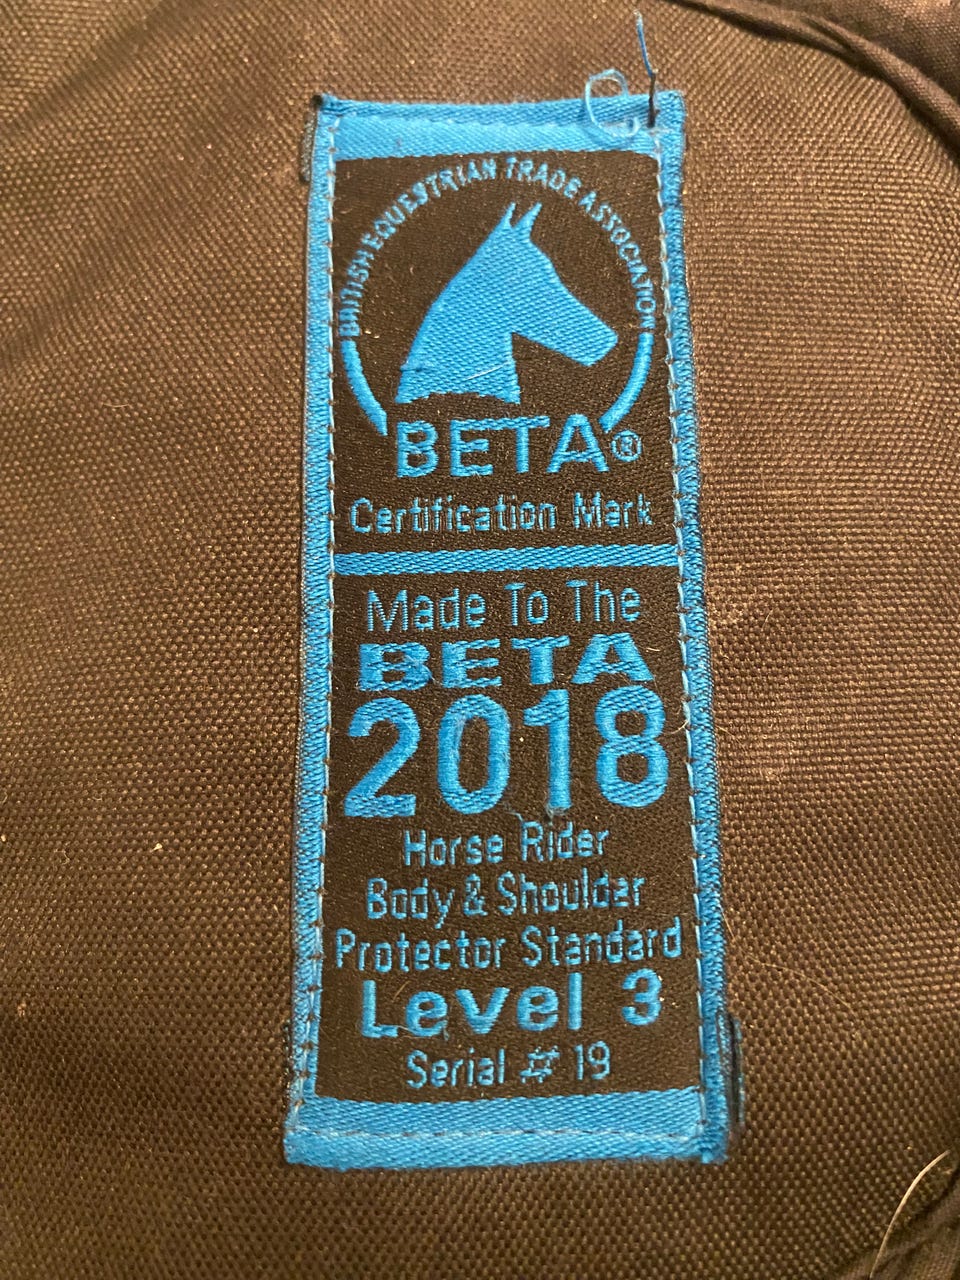 BRITISH EQUESTRIAN TRADE ASSOCIATION
BETA®
Certification Mark
Made To The
BETA
2018
Horse Rider
Body & Shoulder
Protector Standard
Level 3
Serial # 19